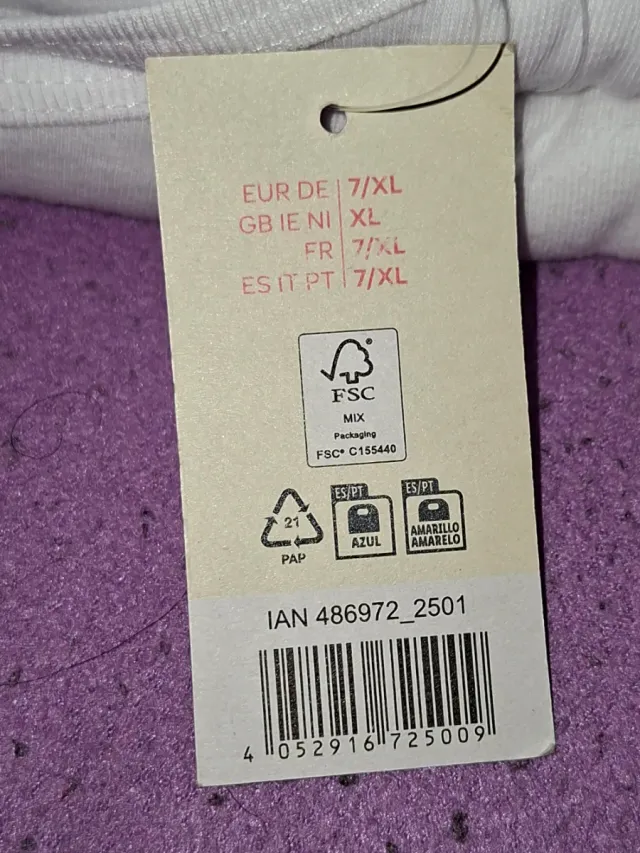 EUR DE 7/XL
GB IE NI XL
FR 7/XL
ES IT PT 7/XL
FSC
MIX
Packaging
FSC® C155440
21
PAP
ES/PT
AZUL
ES/PT
AMARILLO
AMARELO
IAN 486972_2501
4 052916 725009